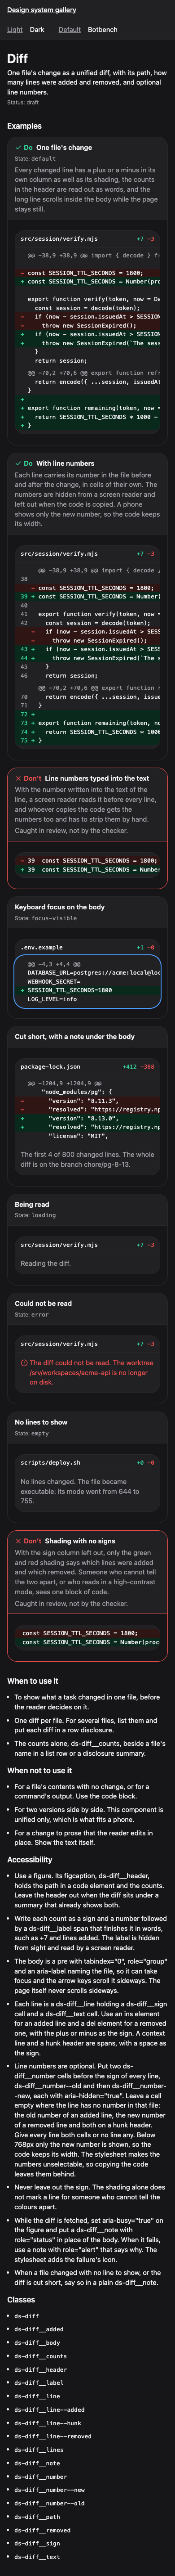 Design system gallery
Light Dark Default Botbench
Diff
One file's change as a unified diff, with its path, how
many lines were added and removed, and optional
line numbers.
Status: draft
Examples
✓ Do One file's change
State: default
Every changed line has a plus or a minus in its
own column as well as its shading, the counts
in the header are read out as words, and the
long line scrolls inside the body while the page
stays still.
src/session/verify.mjs +7 −3
@@ -38,9 +38,9 @@ import { decode } fr
− const SESSION_TTL_SECONDS = 1800;
+ const SESSION_TTL_SECONDS = Number(proc
export function verify(token, now = Da
const session = decode(token);
− if (now - session.issuedAt > SESSION
− throw new SessionExpired();
+ if (now - session.issuedAt > SESSION
+ throw new SessionExpired(`The ses
}
return session;
@@ -70,2 +70,6 @@ export function refr
return encode({ ...session, issuedAt
}
+
+ export function remaining(token, now =
+ return SESSION_TTL_SECONDS * 1000 -
+ }
✓ Do With line numbers
Each line carries its number in the file before
and after the change, in cells of their own. The
numbers are hidden from a screen reader and
left out when the code is copied. A phone
shows only the new number, so the code keeps
its width.
src/session/verify.mjs +7 −3
@@ -38,9 +38,9 @@ import { decode }
38
− const SESSION_TTL_SECONDS = 1800;
39 + const SESSION_TTL_SECONDS = Number(
40
41 export function verify(token, now =
42 const session = decode(token);
− if (now - session.issuedAt > SESS
− throw new SessionExpired();
43 + if (now - session.issuedAt > SESS
44 + throw new SessionExpired(`The s
45 }
46 return session;
@@ -70,2 +70,6 @@ export function r
70 return encode({ ...session, issue
71 }
72 +
73 + export function remaining(token, no
74 + return SESSION_TTL_SECONDS * 1000
75 + }
✕ Don't Line numbers typed into the text
With the number written into the text of the
line, a screen reader reads it before every line,
and whoever copies the code gets the
numbers too and has to strip them by hand.
Caught in review, not by the checker.
− 39 const SESSION_TTL_SECONDS = 1800;
+ 39 const SESSION_TTL_SECONDS = Number
Keyboard focus on the body
State: focus-visible
.env.example +1 −0
@@ -4,3 +4,4 @@
DATABASE_URL=postgres://acme:local@loc
WEBHOOK_SECRET=
+ SESSION_TTL_SECONDS=1800
LOG_LEVEL=info
Cut short, with a note under the body
package-lock.json +412 −388
@@ -1204,9 +1204,9 @@
"node_modules/pg": {
− "version": "8.11.3",
− "resolved": "https://registry.np
+ "version": "8.13.0",
+ "resolved": "https://registry.np
"license": "MIT",
The first 4 of 800 changed lines. The whole
diff is on the branch chore/pg-8-13.
Being read
State: loading
src/session/verify.mjs +7 −3
Reading the diff.
Could not be read
State: error
src/session/verify.mjs +7 −3
The diff could not be read. The worktree
/srv/workspaces/acme-api is no longer
on disk.
No lines to show
State: empty
scripts/deploy.sh +0 −0
No lines changed. The file became
executable: its mode went from 644 to
755.
✕ Don't Shading with no signs
With the sign column left out, only the green
and red shading says which lines were added
and which removed. Someone who cannot tell
the two apart, or who reads in a high-contrast
mode, sees one block of code.
Caught in review, not by the checker.
const SESSION_TTL_SECONDS = 1800;
const SESSION_TTL_SECONDS = Number(proc
When to use it
• To show what a task changed in one file, before
the reader decides on it.
• One diff per file. For several files, list them and
put each diff in a row disclosure.
• The counts alone, ds-diff__counts, beside a file's
name in a list row or a disclosure summary.
When not to use it
• For a file's contents with no change, or for a
command's output. Use the code block.
• For two versions side by side. This component is
unified only, which is what fits a phone.
• For a change to prose that the reader edits in
place. Show the text itself.
Accessibility
• Use a figure. Its figcaption, ds-diff__header,
holds the path in a code element and the counts.
Leave the header out when the diff sits under a
summary that already shows both.
• Write each count as a sign and a number followed
by a ds-diff__label span that finishes it in words,
such as +7 and lines added. The label is hidden
from sight and read by a screen reader.
• The body is a pre with tabindex="0", role="group"
and an aria-label naming the file, so it can take
focus and the arrow keys scroll it sideways. The
page itself never scrolls sideways.
• Each line is a ds-diff__line holding a ds-diff__sign
cell and a ds-diff__text cell. Use an ins element
for an added line and a del element for a removed
one, with the plus or a minus as the sign. A context
line and a hunk header are spans, with a space as
the sign.
• Line numbers are optional. Put two ds-
diff__number cells before the sign of every line,
ds-diff__number--old and then ds-diff__number-
-new, each with aria-hidden="true". Leave a cell
empty where the line has no number in that file:
the old number of an added line, the new number
of a removed line and both on a hunk header.
Give every line both cells or no line any. Below
768px only the new number is shown, so the
code keeps its width. The stylesheet makes the
numbers unselectable, so copying the code
leaves them behind.
• Never leave out the sign. The shading alone does
not mark a line for someone who cannot tell the
colours apart.
• While the diff is fetched, set aria-busy="true" on
the figure and put a ds-diff__note with
role="status" in place of the body. When it fails,
use a note with role="alert" that says why. The
stylesheet adds the failure's icon.
• When a file changed with no line to show, or the
diff is cut short, say so in a plain ds-diff__note.
Classes
• ds-diff
• ds-diff__added
• ds-diff__body
• ds-diff__counts
• ds-diff__header
• ds-diff__label
• ds-diff__line
• ds-diff__line--added
• ds-diff__line--hunk
• ds-diff__line--removed
• ds-diff__lines
• ds-diff__note
• ds-diff__number
• ds-diff__number--new
• ds-diff__number--old
• ds-diff__path
• ds-diff__removed
• ds-diff__sign
• ds-diff__text